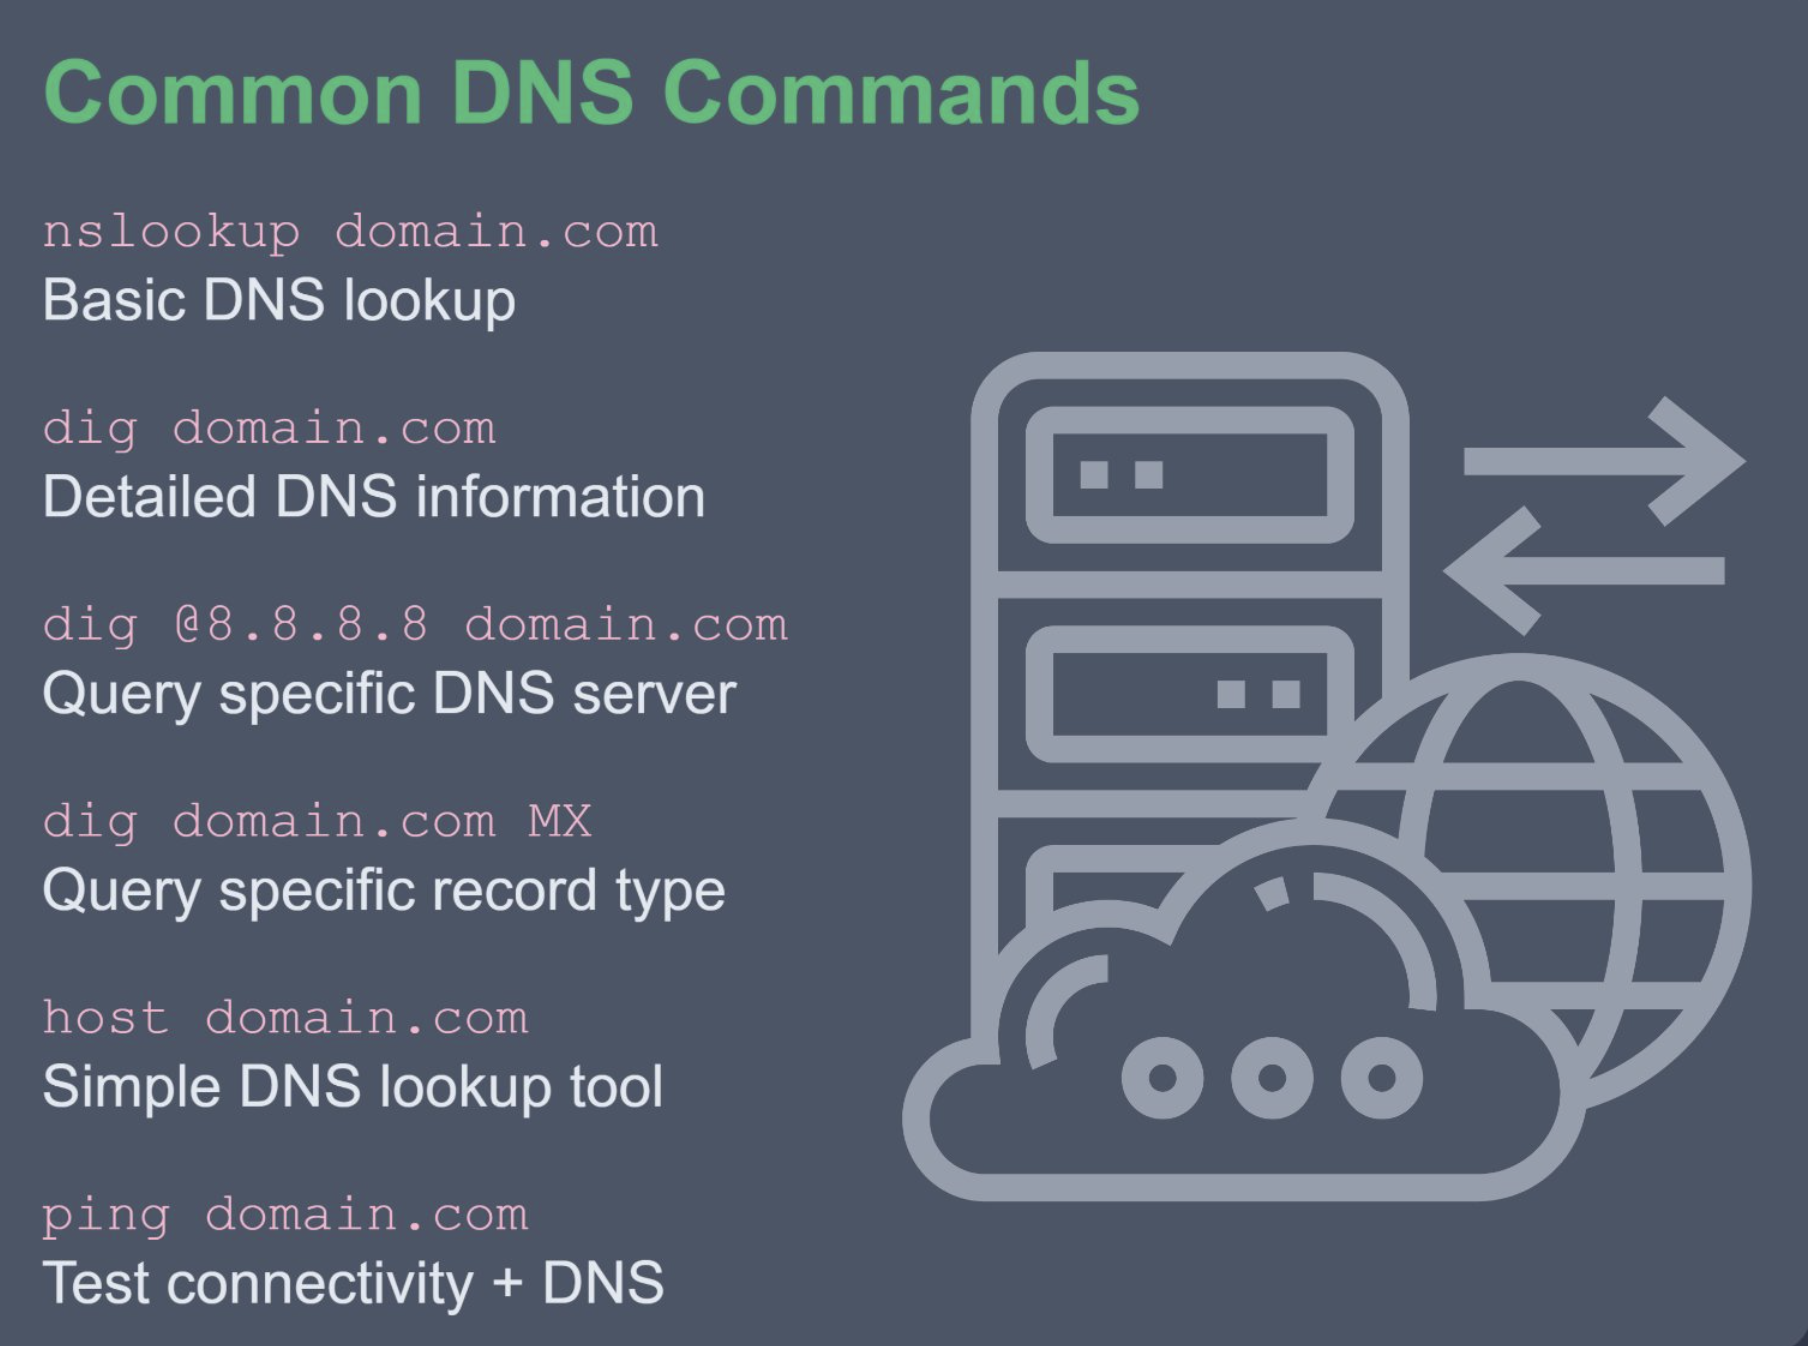 Common DNS Commands
nslookup domain.com
Basic DNS lookup
dig domain.com
Detailed DNS information
dig @8.8.8.8 domain.com
Query specific DNS server
dig domain.com MX
Query specific record type
host domain.com
Simple DNS lookup tool
ping domain.com
Test connectivity + DNS